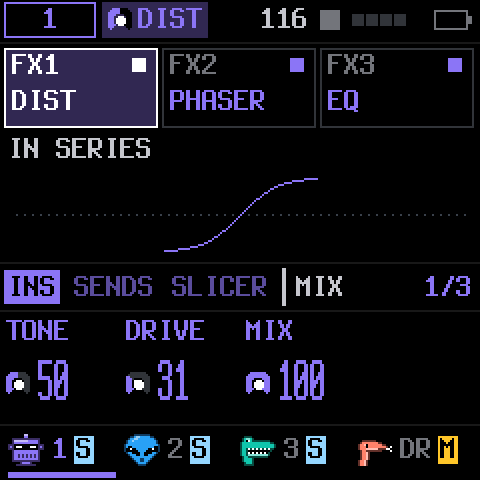 1 DIST 116
FX1 FX2 FX3
DIST PHASER EQ
IN SERIES
INS SENDS SLICER MIX 1/3
TONE DRIVE MIX
50 31 100
1 S 2 S 3 S DR M